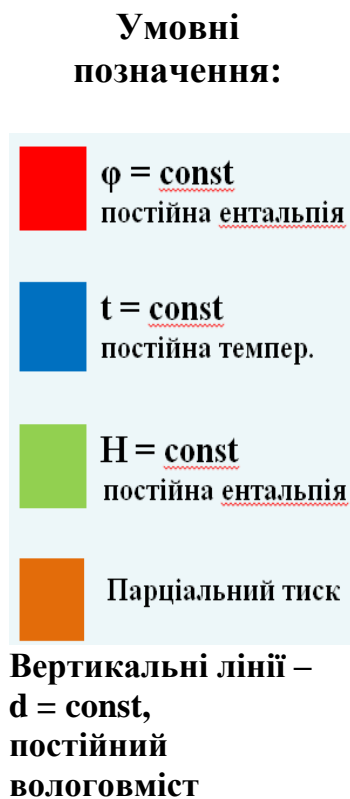 Умовні
позначення:
φ = const
постійна ентальпія
t = const
постійна темпер.
H = const
постійна ентальпія
Парціальний тиск
Вертикальні лінії –
d = const,
постійний
вологовміст